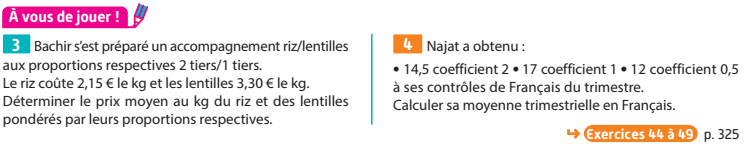 À vous de jouer !
3 Bachir s'est préparé un accompagnement riz/lentilles
aux proportions respectives 2 tiers/1 tiers.
Le riz coûte 2,15 € le kg et les lentilles 3,30 € le kg.
Déterminer le prix moyen au kg du riz et des lentilles
pondérés par leurs proportions respectives.
4 Najat a obtenu :
• 14,5 coefficient 2 • 17 coefficient 1 • 12 coefficient 0,5
à ses contrôles de Français du trimestre.
Calculer sa moyenne trimestrielle en Français.
Exercices 44 à 49 p. 325